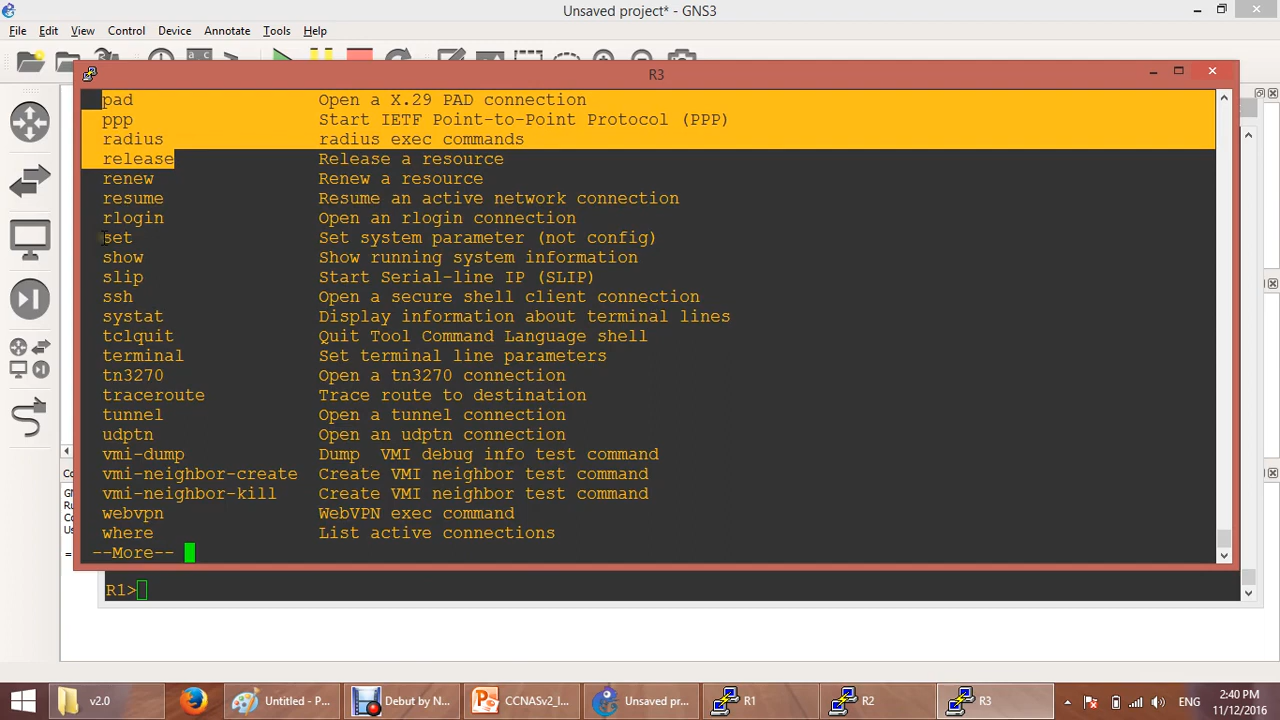 Unsaved project* - GNS3
File Edit View Control Device Annotate Tools Help
R3
pad Open a X.29 PAD connection
ppp Start IETF Point-to-Point Protocol (PPP)
radius radius exec commands
release Release a resource
renew Renew a resource
resume Resume an active network connection
rlogin Open an rlogin connection
set Set system parameter (not config)
show Show running system information
slip Start Serial-line IP (SLIP)
ssh Open a secure shell client connection
systat Display information about terminal lines
tclquit Quit Tool Command Language shell
terminal Set terminal line parameters
tn3270 Open a tn3270 connection
traceroute Trace route to destination
tunnel Open a tunnel connection
udptn Open an udptn connection
vmi-dump Dump  VMI debug info test command
vmi-neighbor-create Create VMI neighbor test command
vmi-neighbor-kill Create VMI neighbor test command
webvpn WebVPN exec command
where List active connections
--More--
R1>
v2.0 Untitled - P... Debut by N... CCNASv2_I... Unsaved proj... R1 R2 R3 ENG 2:40 PM
11/12/2016